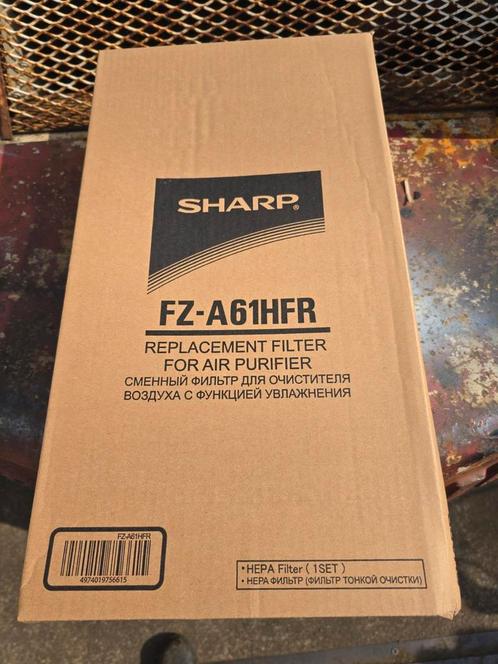 SHARP®
FZ-A61HFR
REPLACEMENT FILTER
FOR AIR PURIFIER
СМЕННЫЙ ФИЛЬТР ДЛЯ ОЧИСТИТЕЛЯ
ВОЗДУХА С ФУНКЦИЕЙ УВЛАЖНЕНИЯ
FZ-A61HFR
4974019756615
・HEPA Filter ( 1SET )
・HEPA ФИЛЬТР (ФИЛЬТР ТОНКОЙ ОЧИСТКИ)